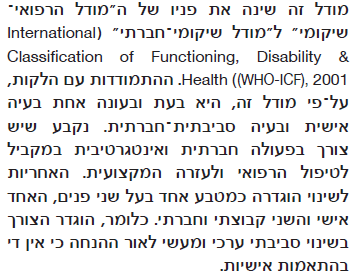 מודל זה שינה את פניו של ה״מודל הרפואי־
שיקומי״ ל״מודל שיקומי־חברתי״ (International
Classification of Functioning, Disability &
Health ((WHO-ICF), 2001. ההתמודדות עם הלקות,
על־פי מודל זה, היא בעת ובעונה אחת בעיה
אישית ובעיה סביבתית־חברתית. נקבע שיש
צורך בפעולה חברתית ואינטגרטיבית במקביל
לטיפול הרפואי ולעזרה המקצועית. האחריות
לשינוי הוגדרה כמטבע אחד בעל שני פנים, האחד
אישי והשני קבוצתי וחברתי. כלומר, הוגדר הצורך
בשינוי סביבתי ערכי ומעשי לאור ההנחה כי אין די
בהתאמות אישיות.